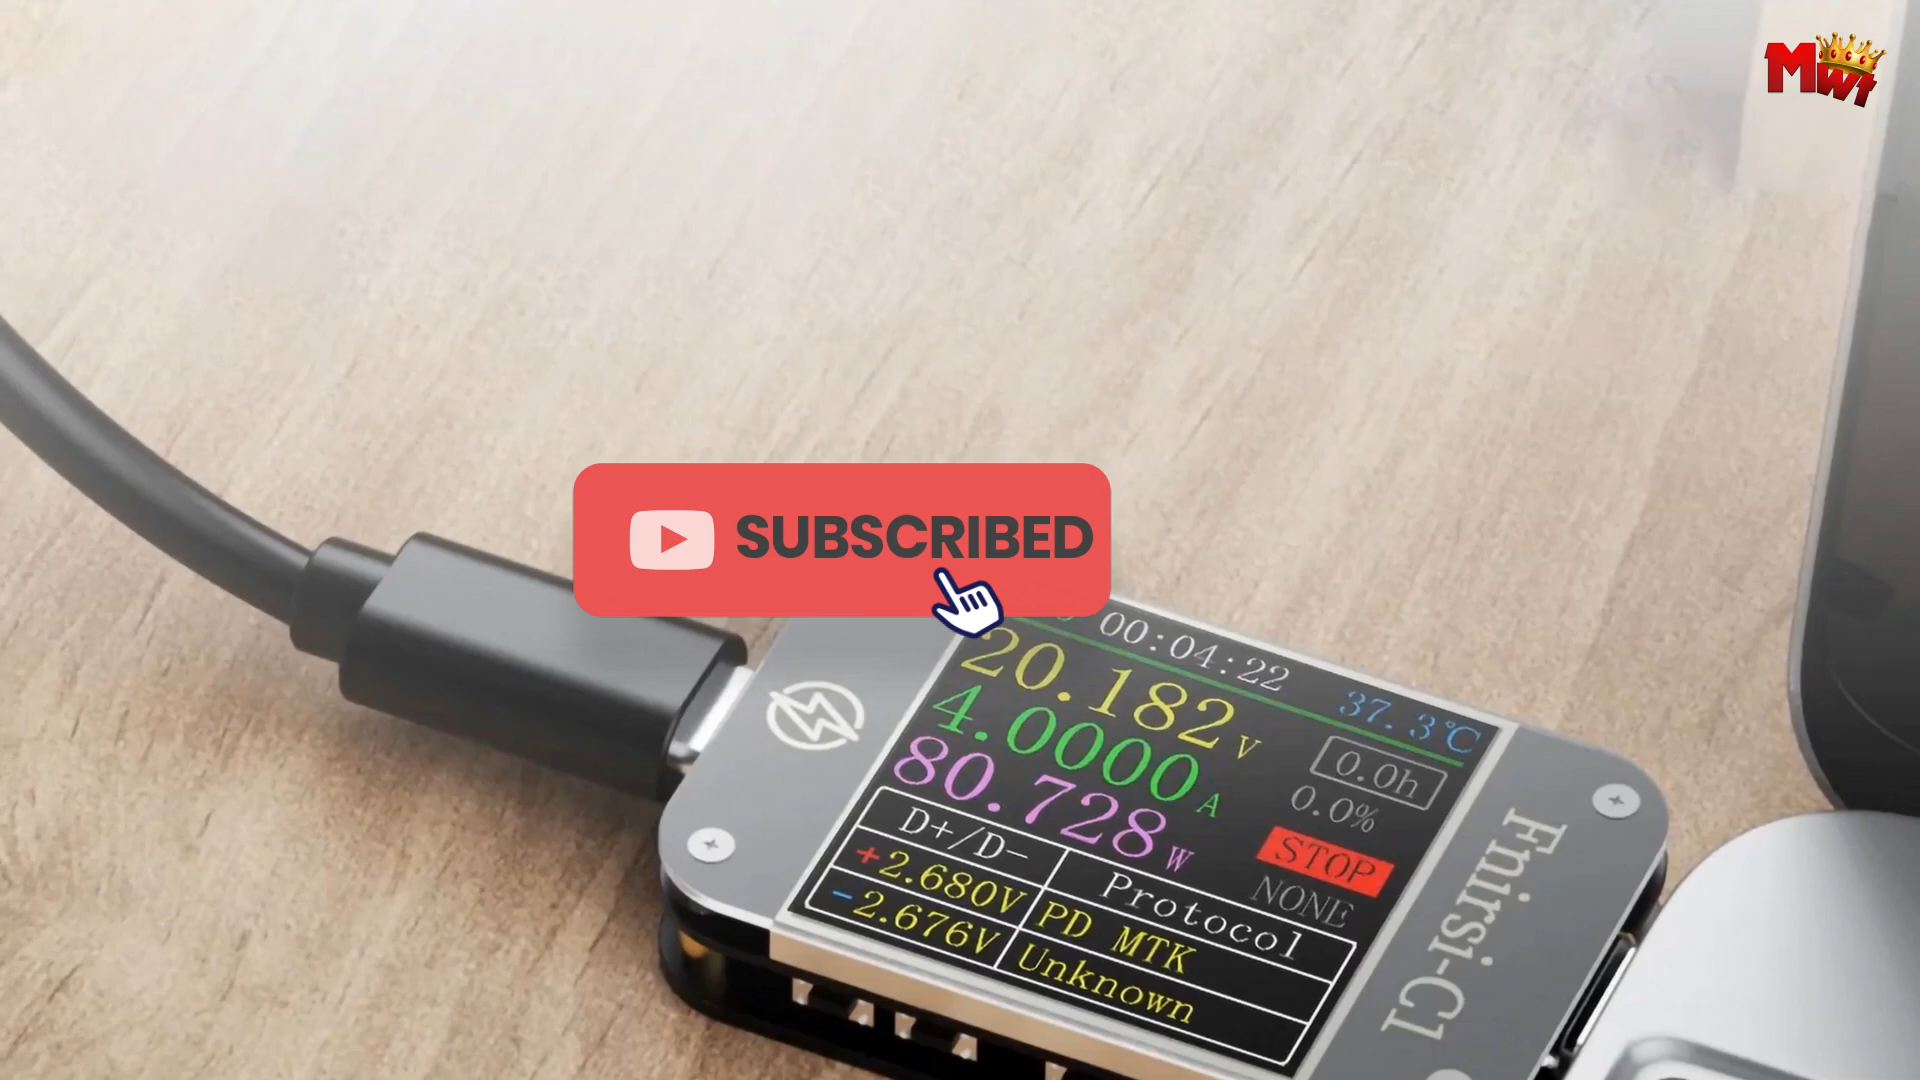 Mwt
SUBSCRIBED
00:04:22
37.3℃
20.182V
4.0000A
80.728W
0.0h
0.0%
STOP
NONE
D+/D-
Protocol
+2.680V
PD MTK
-2.676V
Unknown
Fnirsi-C1